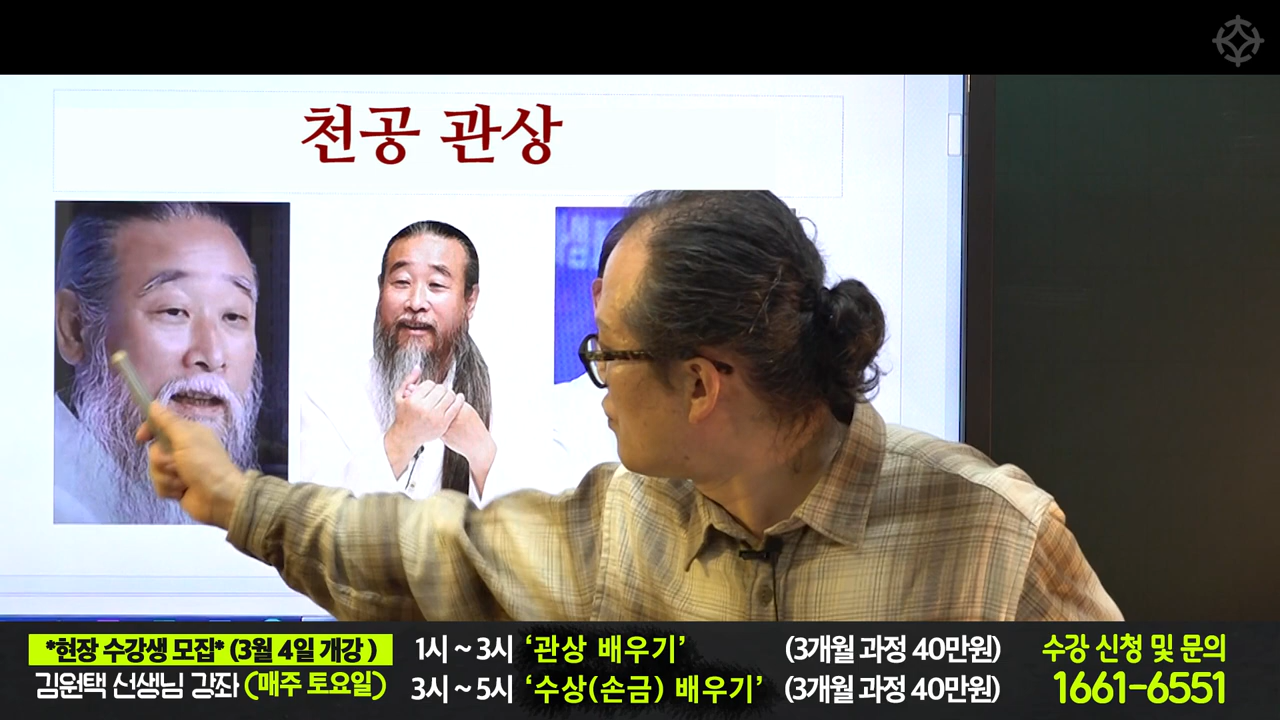 천공 관상
*현장 수강생 모집* (3월 4일 개강 )
김원택 선생님 강좌 (매주 토요일)
1시 ~ 3시 ‘관상 배우기’ (3개월 과정 40만원)
3시 ~ 5시 ‘수상(손금) 배우기’ (3개월 과정 40만원)
수강 신청 및 문의
1661-6551